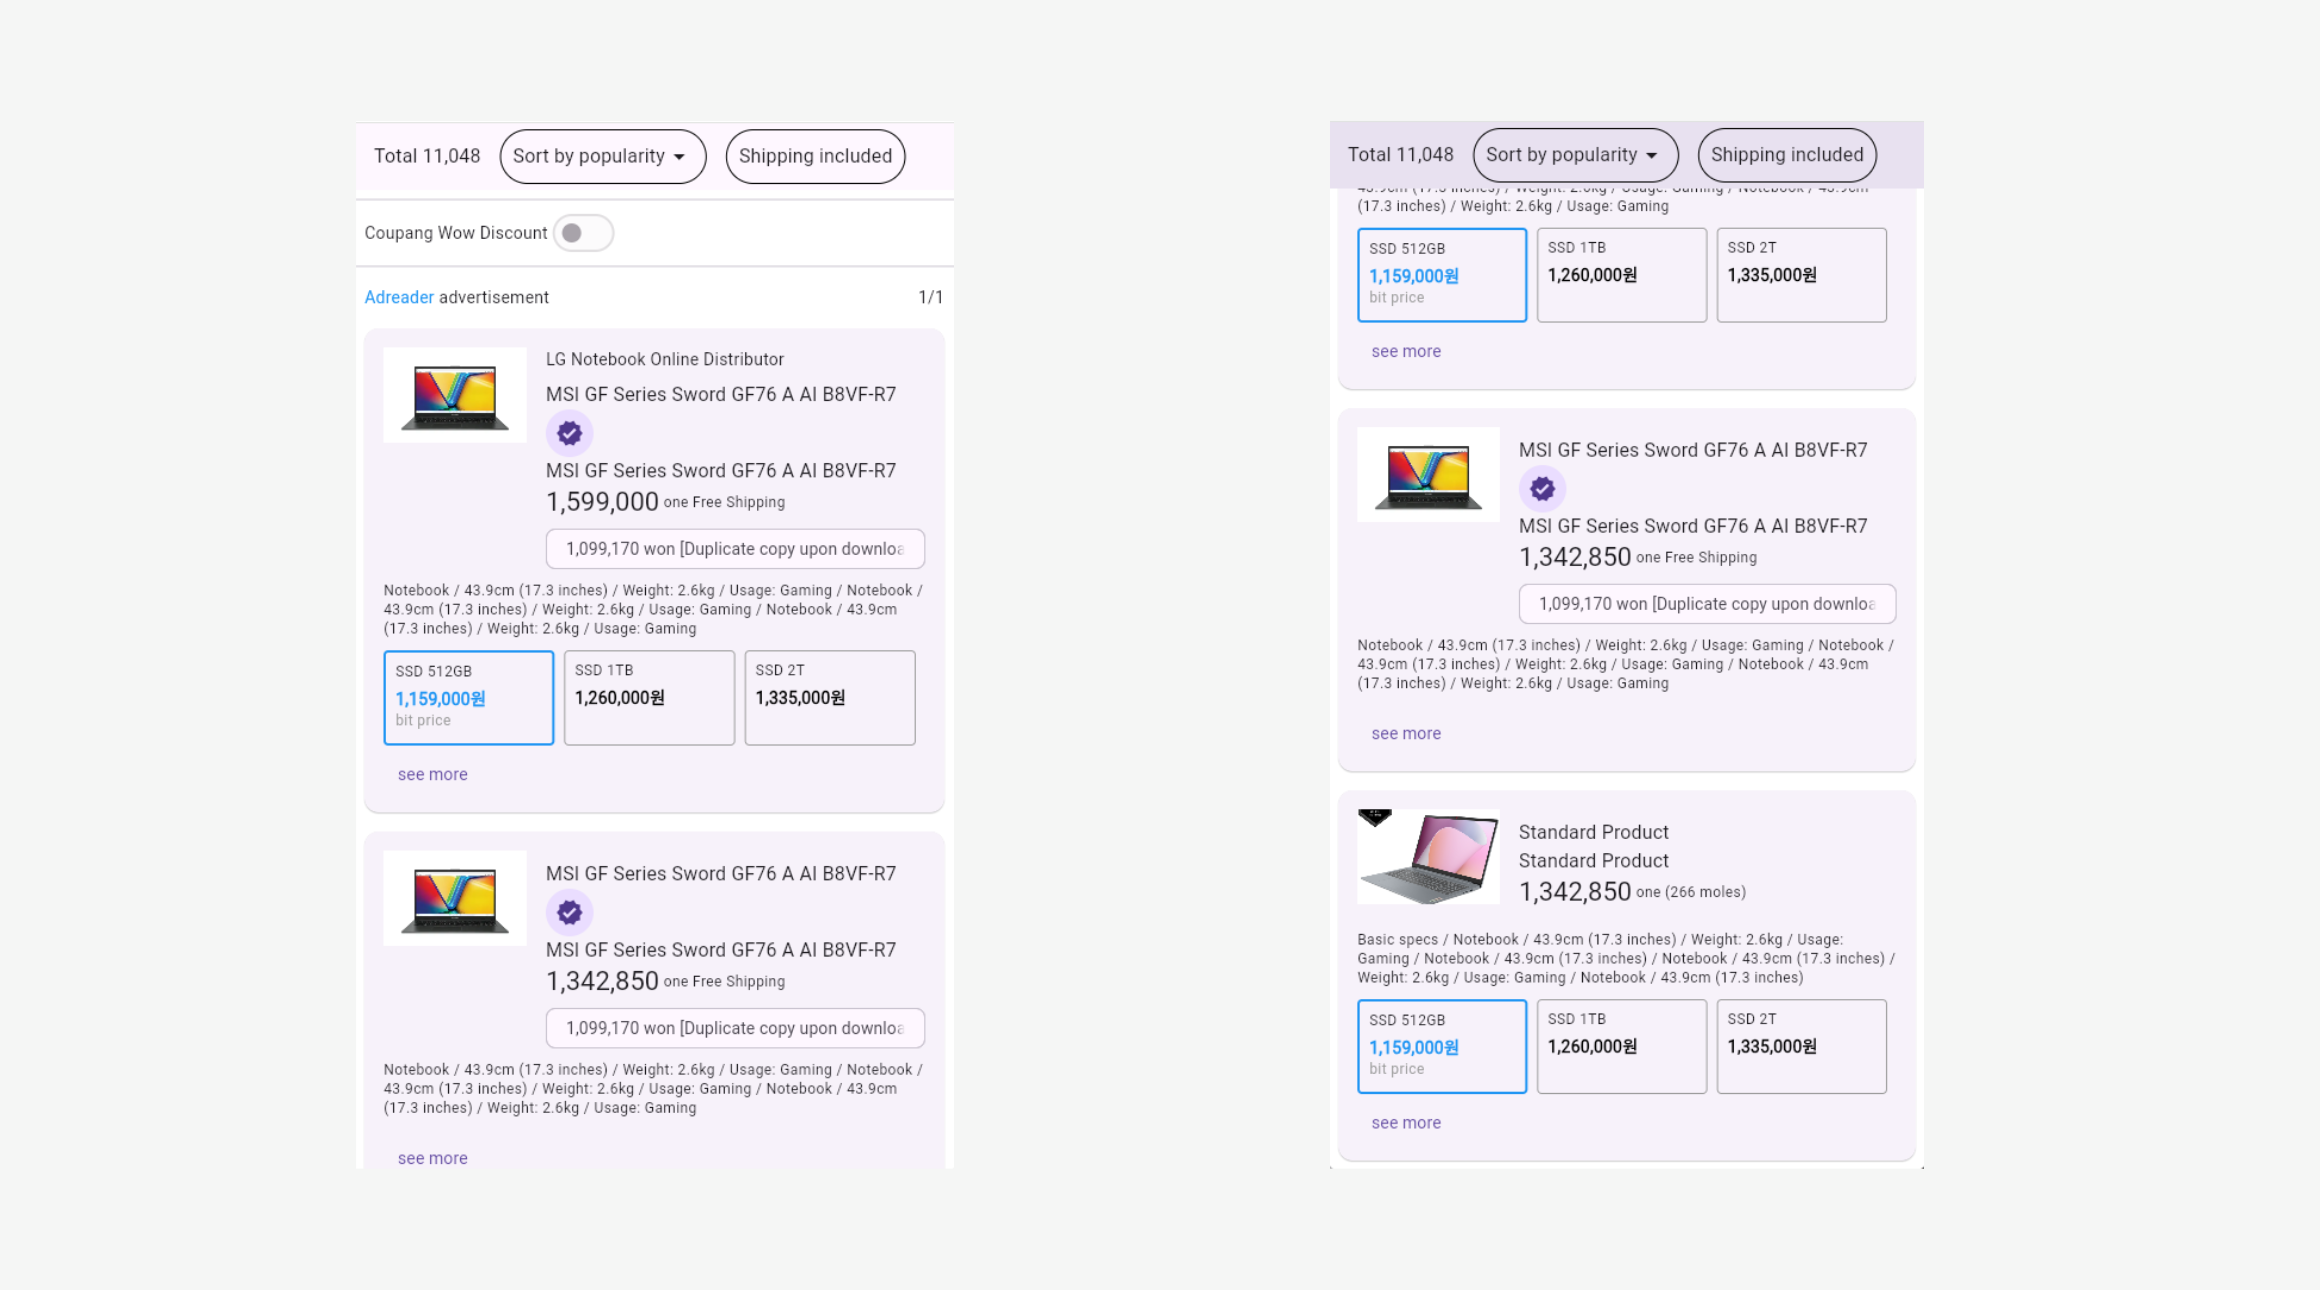 Total 11,048 Sort by popularity Shipping included
Coupang Wow Discount
Adreader advertisement 1/1
LG Notebook Online Distributor
MSI GF Series Sword GF76 A AI B8VF-R7
MSI GF Series Sword GF76 A AI B8VF-R7
1,599,000 one Free Shipping
1,099,170 won [Duplicate copy upon downloa
Notebook / 43.9cm (17.3 inches) / Weight: 2.6kg / Usage: Gaming / Notebook /
43.9cm (17.3 inches) / Weight: 2.6kg / Usage: Gaming / Notebook / 43.9cm
(17.3 inches) / Weight: 2.6kg / Usage: Gaming
SSD 512GB SSD 1TB SSD 2T
1,159,000원 1,260,000원 1,335,000원
bit price
see more
MSI GF Series Sword GF76 A AI B8VF-R7
MSI GF Series Sword GF76 A AI B8VF-R7
1,342,850 one Free Shipping
1,099,170 won [Duplicate copy upon downloa
Notebook / 43.9cm (17.3 inches) / Weight: 2.6kg / Usage: Gaming / Notebook /
43.9cm (17.3 inches) / Weight: 2.6kg / Usage: Gaming / Notebook / 43.9cm
(17.3 inches) / Weight: 2.6kg / Usage: Gaming
see more
Total 11,048 Sort by popularity Shipping included
43.9cm (17.3 inches) / Weight: 2.6kg / Usage: Gaming / Notebook / 43.9cm
(17.3 inches) / Weight: 2.6kg / Usage: Gaming
SSD 512GB SSD 1TB SSD 2T
1,159,000원 1,260,000원 1,335,000원
bit price
see more
MSI GF Series Sword GF76 A AI B8VF-R7
MSI GF Series Sword GF76 A AI B8VF-R7
1,342,850 one Free Shipping
1,099,170 won [Duplicate copy upon downloa
Notebook / 43.9cm (17.3 inches) / Weight: 2.6kg / Usage: Gaming / Notebook /
43.9cm (17.3 inches) / Weight: 2.6kg / Usage: Gaming / Notebook / 43.9cm
(17.3 inches) / Weight: 2.6kg / Usage: Gaming
see more
Standard Product
Standard Product
1,342,850 one (266 moles)
Basic specs / Notebook / 43.9cm (17.3 inches) / Weight: 2.6kg / Usage:
Gaming / Notebook / 43.9cm (17.3 inches) / Notebook / 43.9cm (17.3 inches) /
Weight: 2.6kg / Usage: Gaming / Notebook / 43.9cm (17.3 inches)
SSD 512GB SSD 1TB SSD 2T
1,159,000원 1,260,000원 1,335,000원
bit price
see more